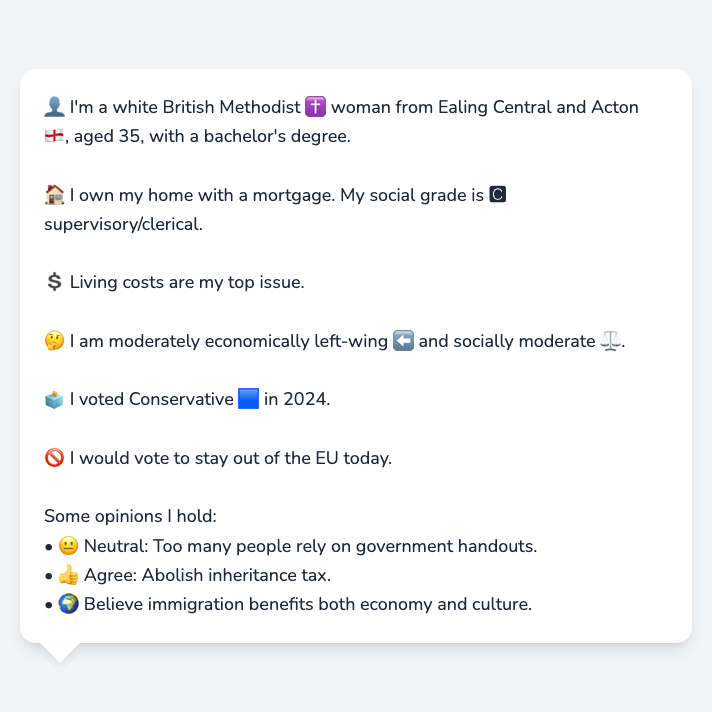 👤 I'm a white British Methodist ✝️ woman from Ealing Central and Acton
🏴󠁧󠁢󠁥󠁮󠁧󠁿, aged 35, with a bachelor's degree.
🏠 I own my home with a mortgage. My social grade is 🅲
supervisory/clerical.
💲 Living costs are my top issue.
🤔 I am moderately economically left-wing ⬅️ and socially moderate ⚖️.
🗳️ I voted Conservative 🟦 in 2024.
🚫 I would vote to stay out of the EU today.
Some opinions I hold:
• 😐 Neutral: Too many people rely on government handouts.
• 👍 Agree: Abolish inheritance tax.
• 🌍 Believe immigration benefits both economy and culture.